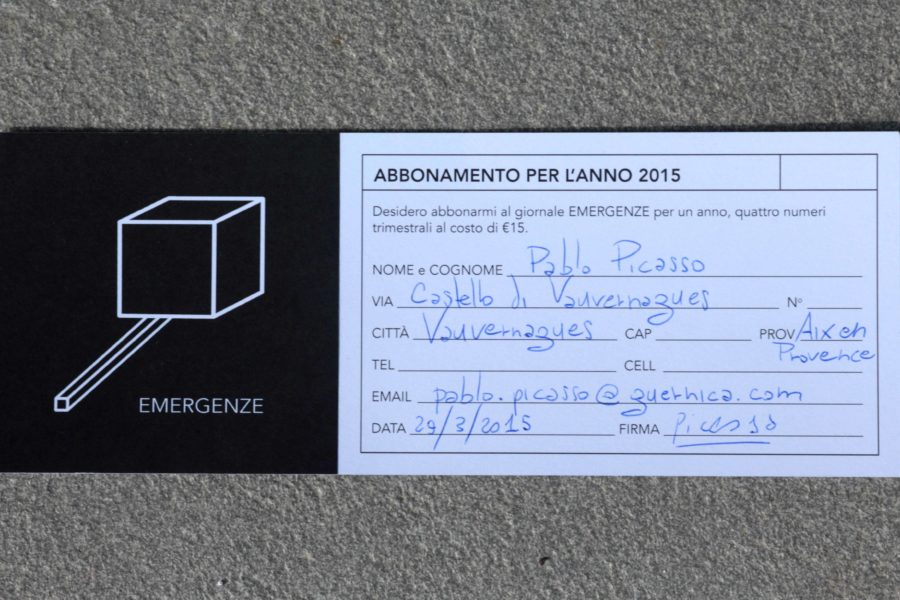 ABBONAMENTO PER L'ANNO 2015
Desidero abbonarmi al giornale EMERGENZE per un anno, quattro numeri
trimestrali al costo di €15.
NOME e COGNOME Pablo Picasso
VIA Castello di Vauvernagues N°
CITTÀ Vauvernagues CAP PROV Aix en
Provence
TEL CELL
EMAIL pablo.picasso@guernica.com
DATA 29/3/2015 FIRMA Picasso
EMERGENZE